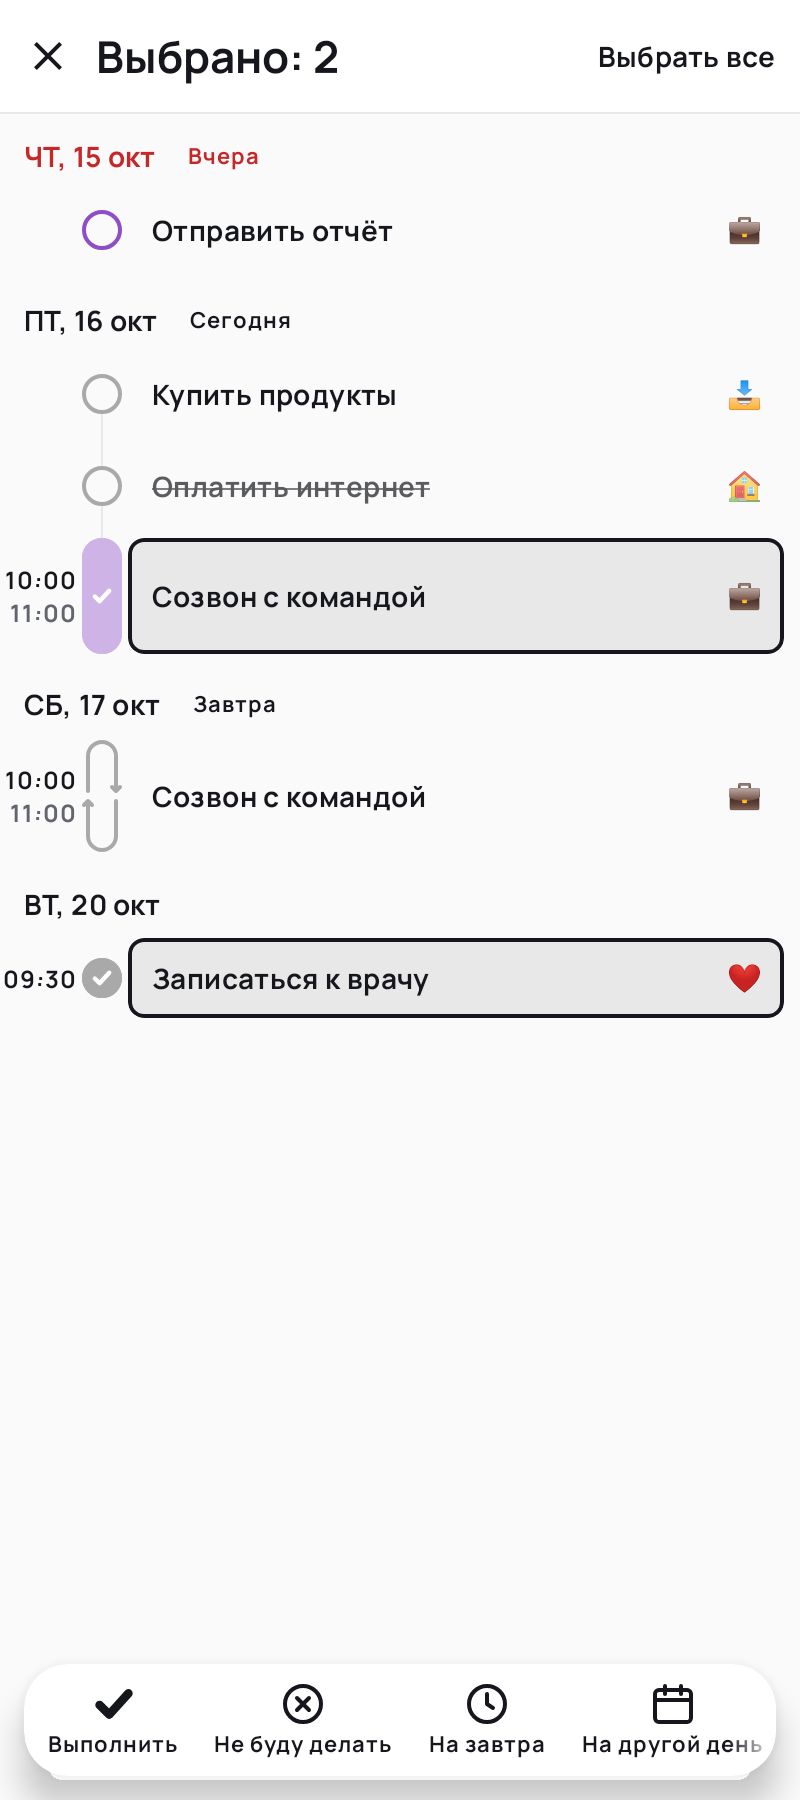 Выбрано: 2
Выбрать все
ЧТ, 15 окт Вчера
Отправить отчёт
ПТ, 16 окт Сегодня
Купить продукты
Оплатить интернет
10:00
11:00
Созвон с командой
СБ, 17 окт Завтра
10:00
11:00
Созвон с командой
ВТ, 20 окт
09:30 Записаться к врачу
Выполнить
Не буду делать
На завтра
На другой день